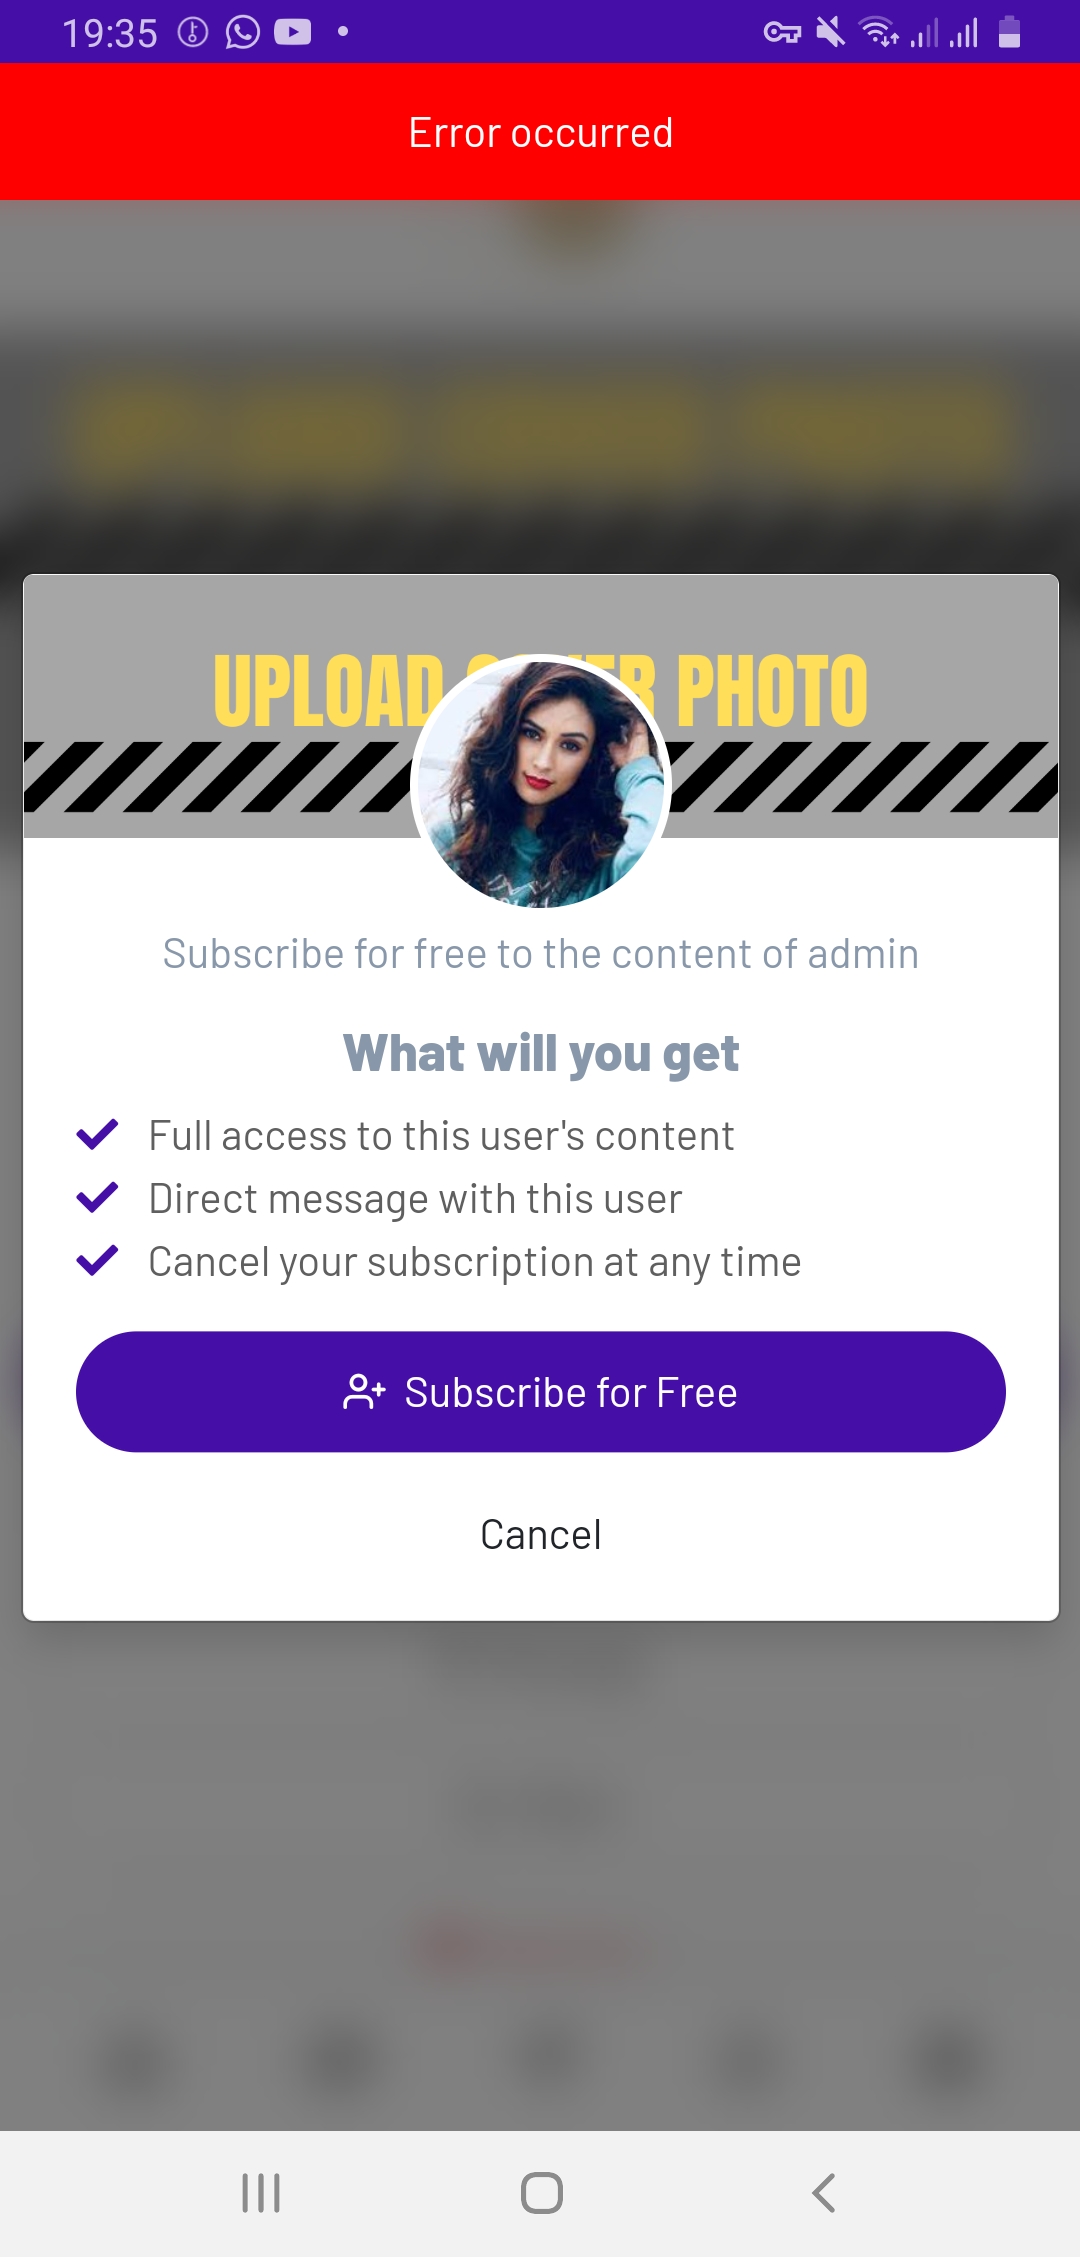 19:35
Error occurred
UPLOAD COVER PHOTO
Subscribe for free to the content of admin
What will you get
Full access to this user's content
Direct message with this user
Cancel your subscription at any time
Subscribe for Free
Cancel